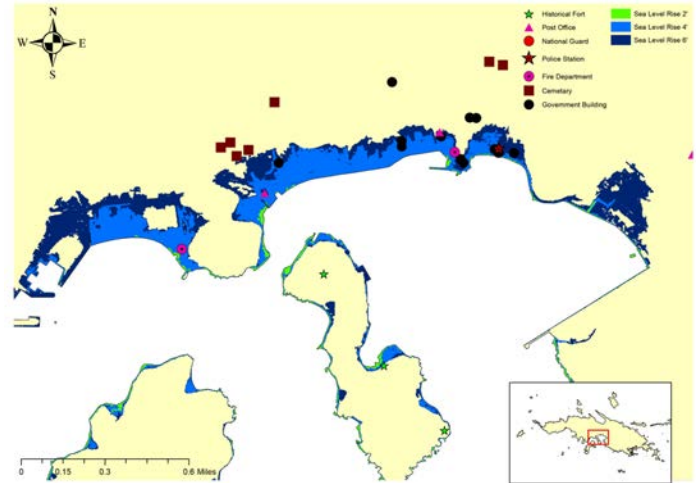 N
W E
S
Historical Fort
Post Office
National Guard
Police Station
Fire Department
Cemetary
Government Building
Sea Level Rise 2'
Sea Level Rise 4'
Sea Level Rise 6'
0 0.15 0.3 0.6 Miles